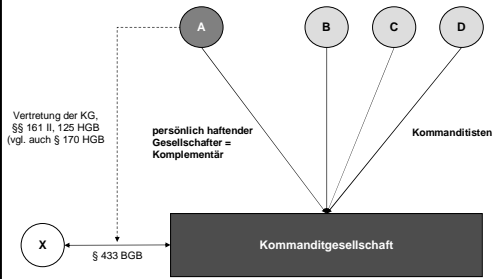 A
B
C
D
Vertretung der KG,
§§ 161 II, 125 HGB
(vgl. auch § 170 HGB
persönlich haftender
Gesellschafter =
Komplementär
Kommanditisten
X
§ 433 BGB
Kommanditgesellschaft